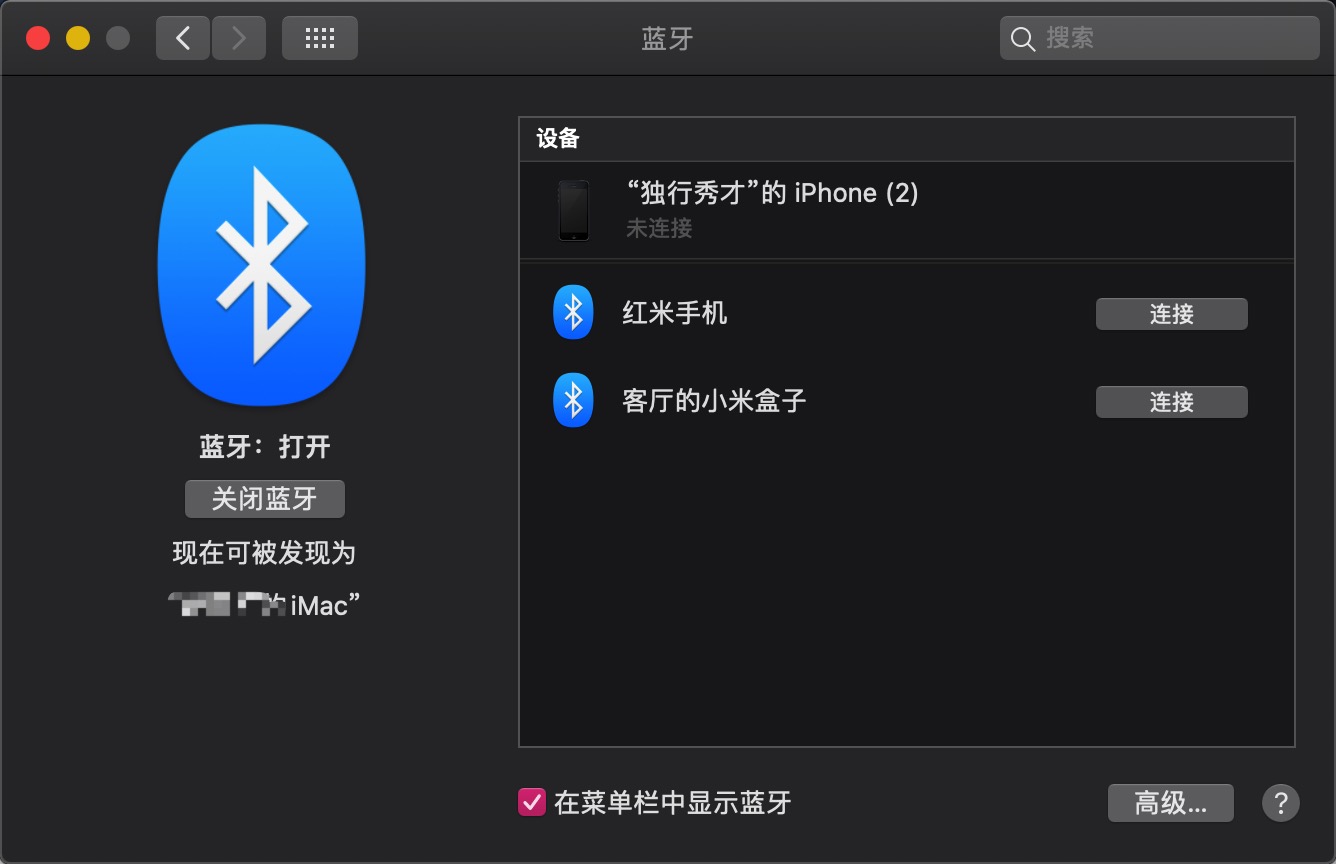 蓝牙
搜索
蓝牙：打开
关闭蓝牙
现在可被发现为
iMac”
设备
“独行秀才”的 iPhone (2)
未连接
红米手机
连接
客厅的小米盒子
连接
在菜单栏中显示蓝牙
高级...
?